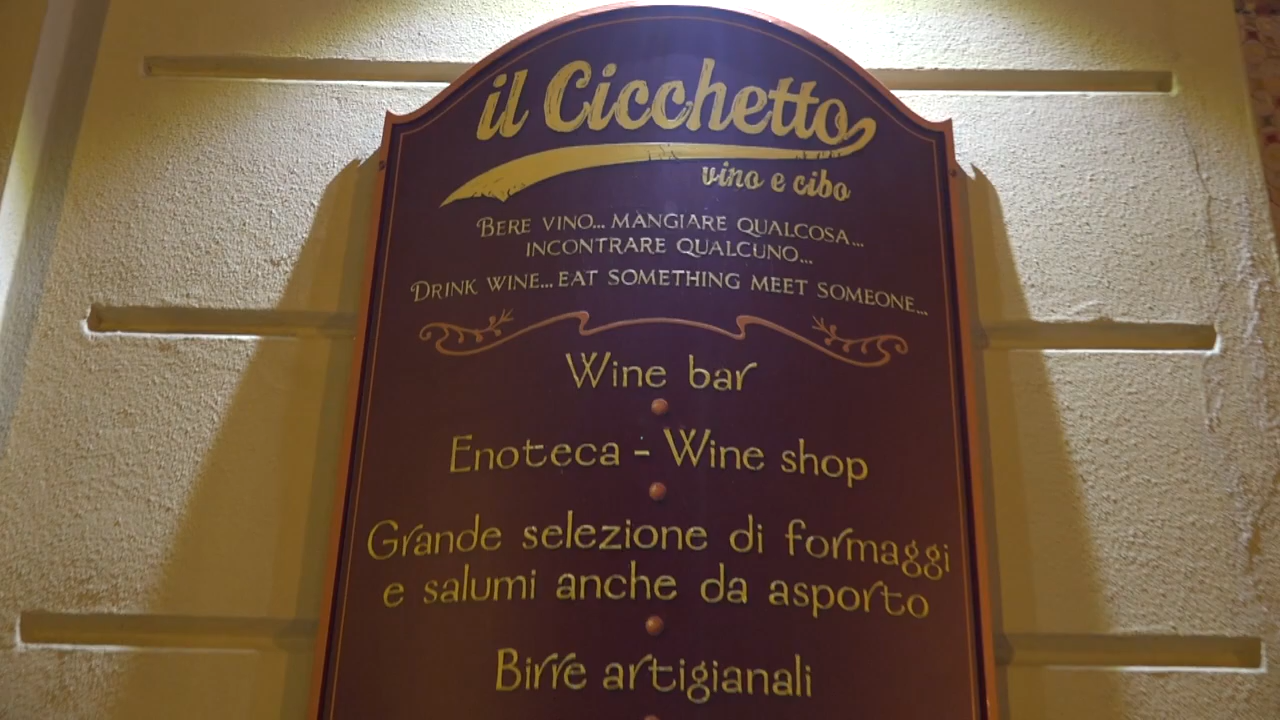 il Cicchetto
vino e cibo
BERE VINO... MANGIARE QUALCOSA...
INCONTRARE QUALCUNO...
DRINK WINE... EAT SOMETHING MEET SOMEONE...
Wine bar
Enoteca - Wine shop
Grande selezione di formaggi
e salumi anche da asporto
Birre artigianali